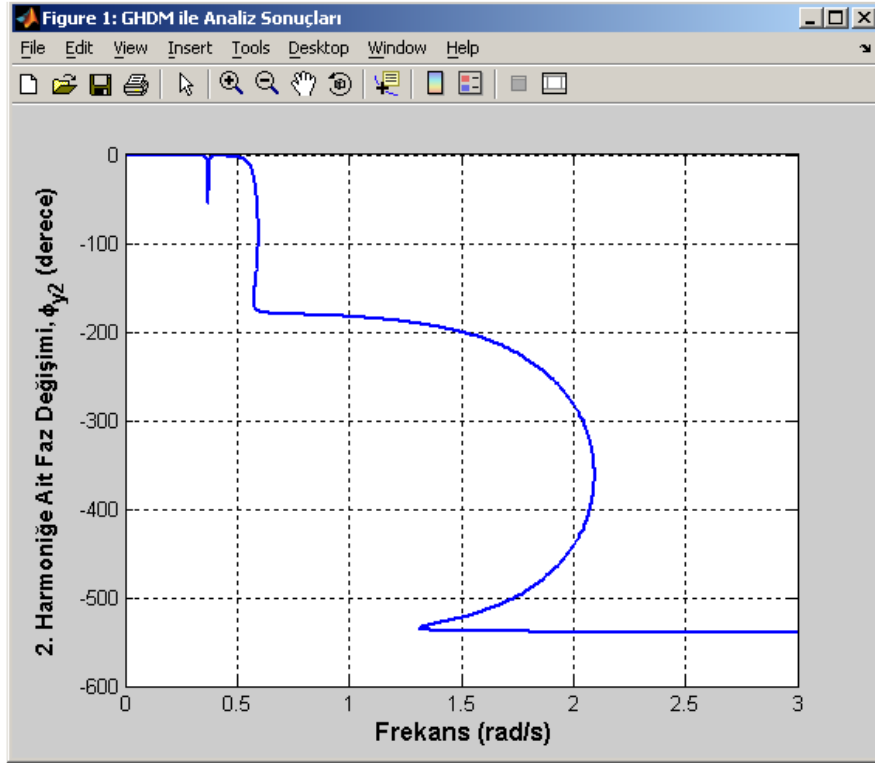 Figure 1: GHDM ile Analiz Sonuçları
File Edit View Insert Tools Desktop Window Help
2. Harmoniğe Ait Faz Değişimi, ϕy2 (derece)
0
-100
-200
-300
-400
-500
-600
0 0.5 1 1.5 2 2.5 3
Frekans (rad/s)